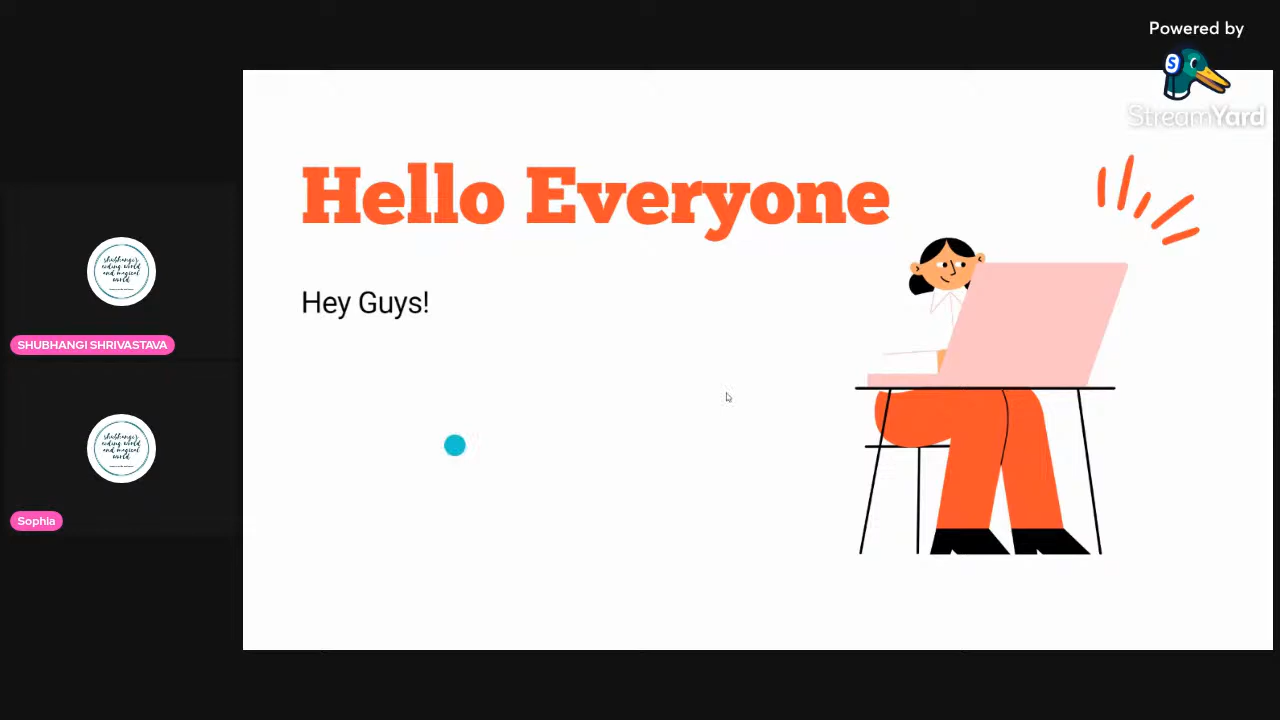 Powered by
StreamYard
Hello Everyone
Hey Guys!
SHUBHANGI SHRIVASTAVA
Sophia